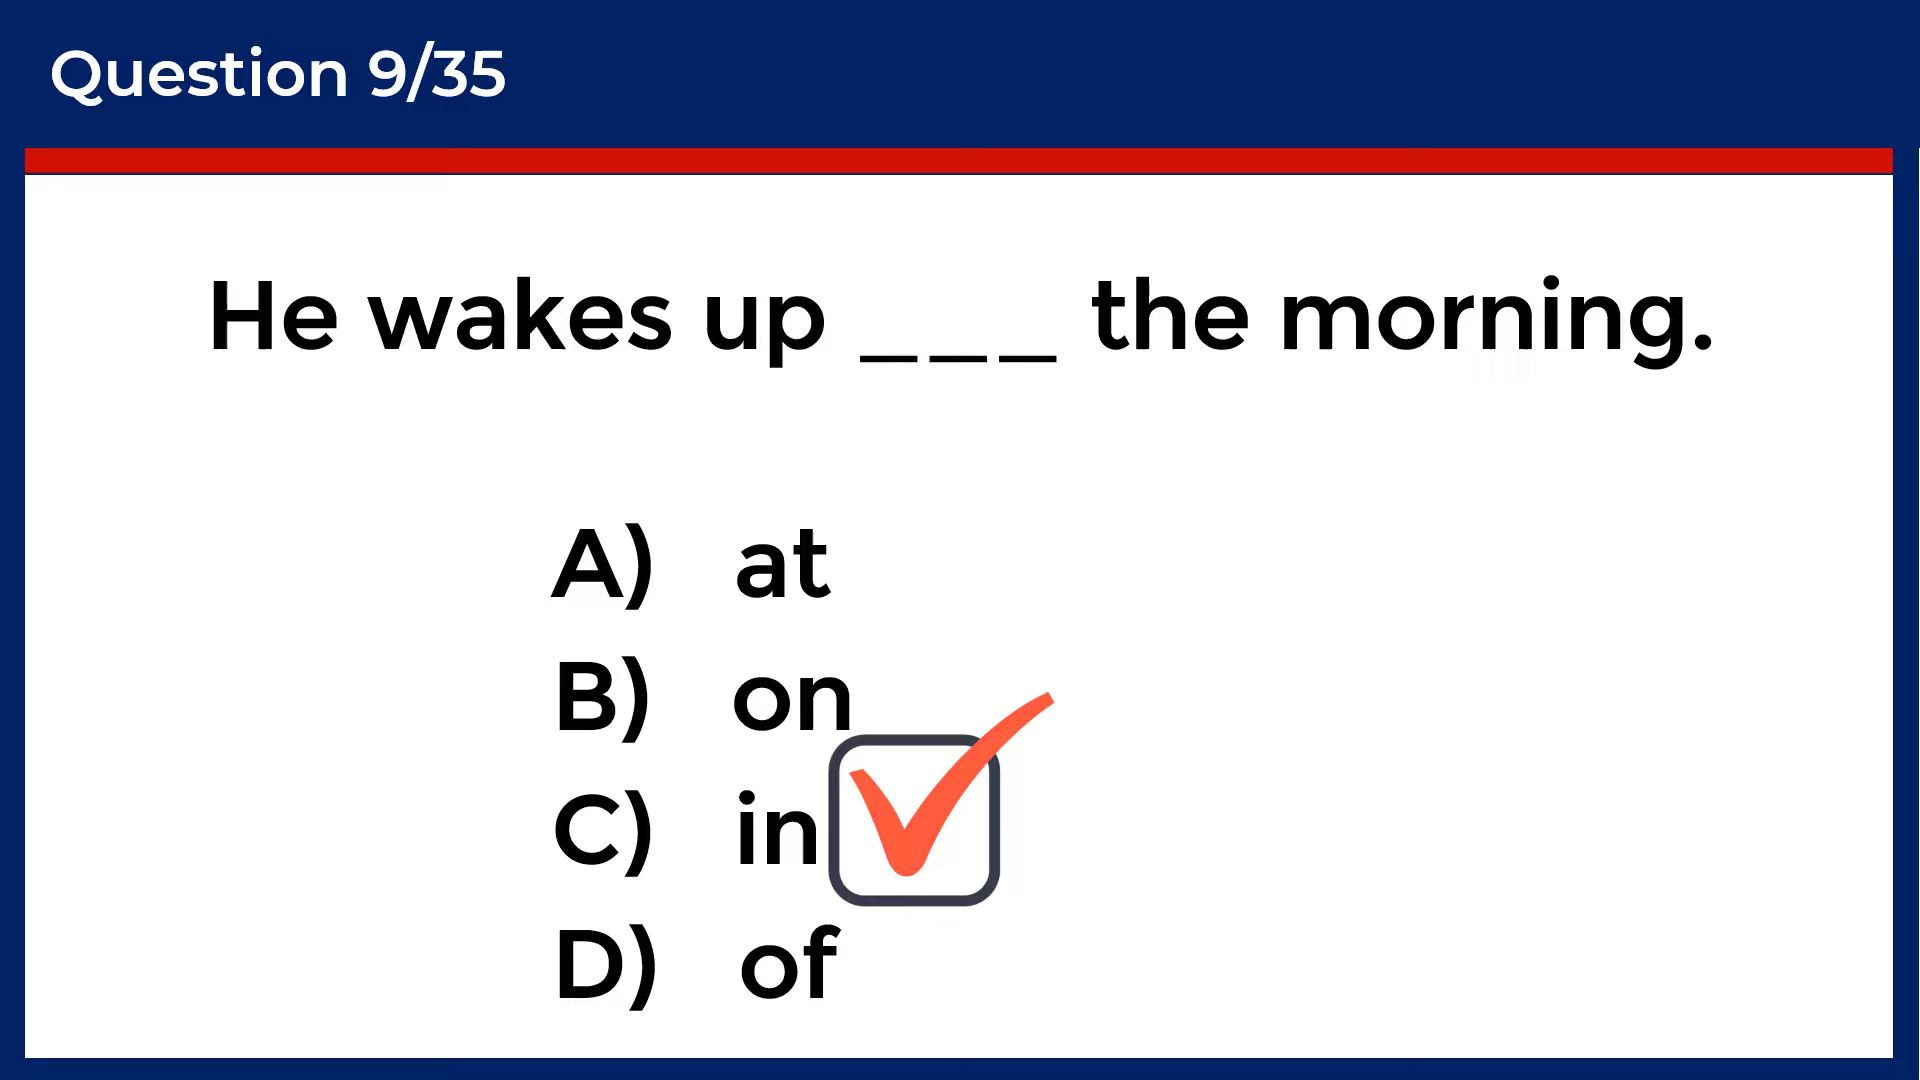 Question 9/35
He wakes up ___ the morning.
A) at
B) on
C) in
D) of